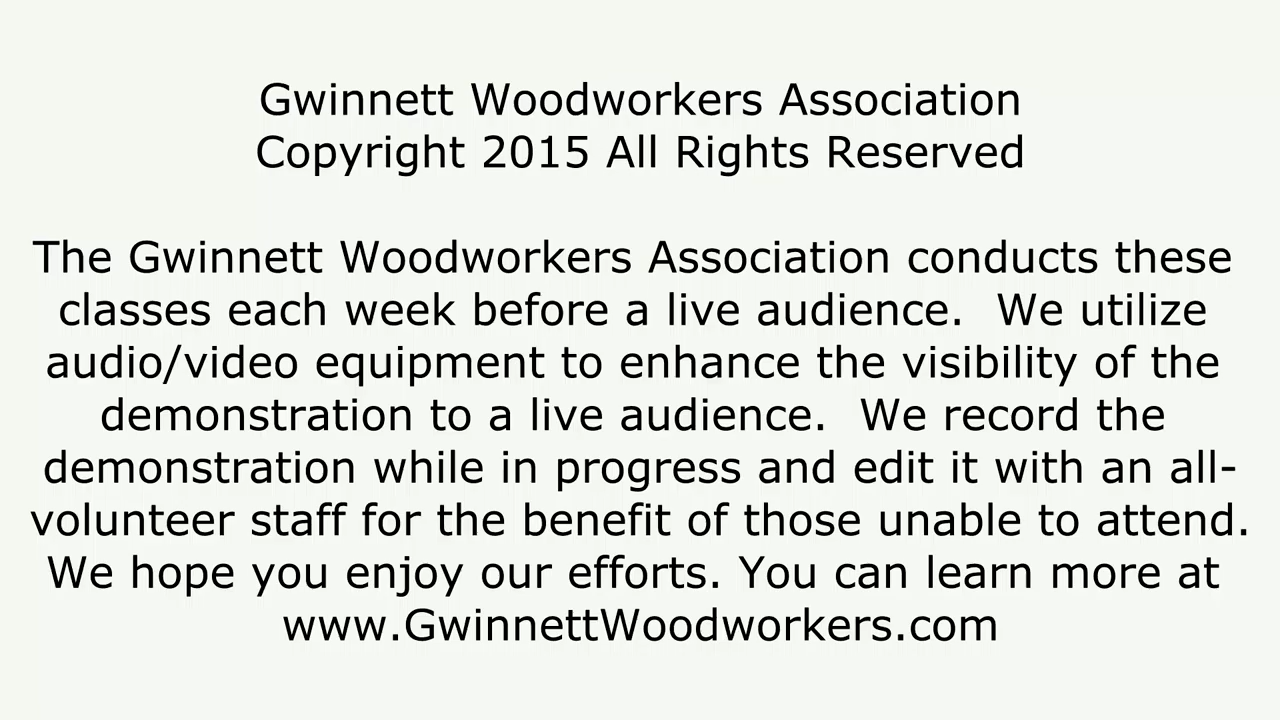 Gwinnett Woodworkers Association
Copyright 2015 All Rights Reserved
The Gwinnett Woodworkers Association conducts these
classes each week before a live audience.  We utilize
audio/video equipment to enhance the visibility of the
demonstration to a live audience.  We record the
demonstration while in progress and edit it with an all-
volunteer staff for the benefit of those unable to attend.
We hope you enjoy our efforts. You can learn more at
www.GwinnettWoodworkers.com